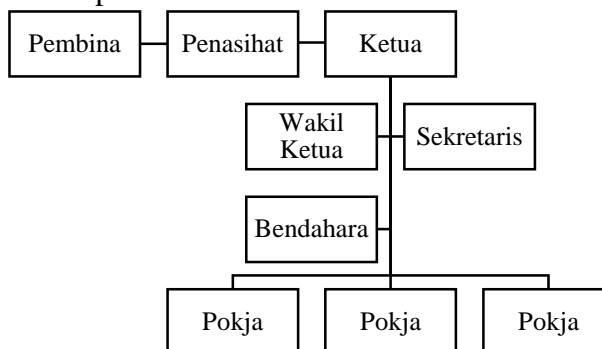 Pembina
Penasihat
Ketua
Wakil
Ketua
Sekretaris
Bendahara
Pokja
Pokja
Pokja